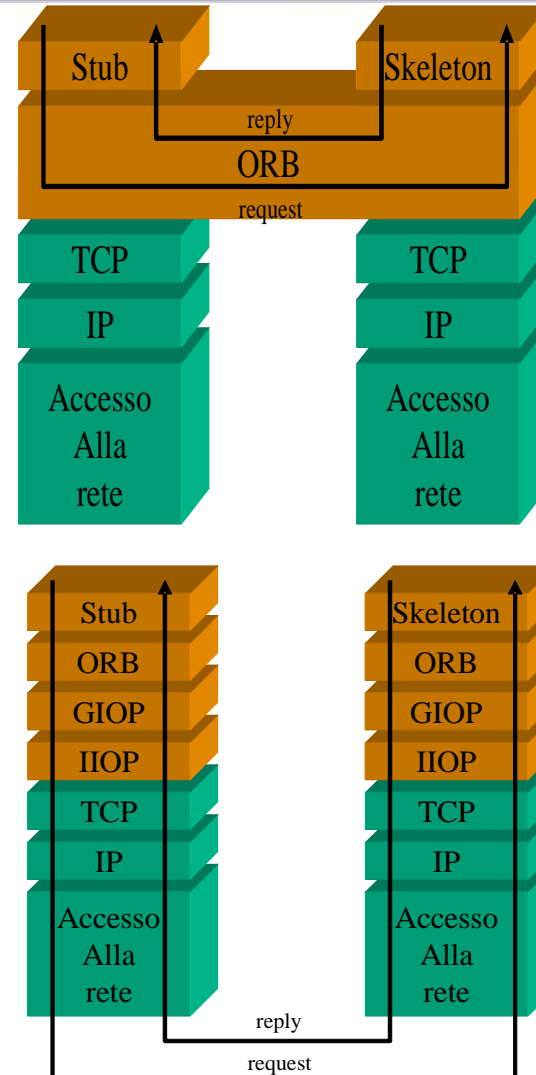 Stub
Skeleton
reply
ORB
request
TCP
TCP
IP
IP
Accesso
Alla
rete
Accesso
Alla
rete
Stub
Skeleton
ORB
ORB
GIOP
GIOP
IIOP
IIOP
TCP
TCP
IP
IP
Accesso
Alla
rete
Accesso
Alla
rete
reply
request